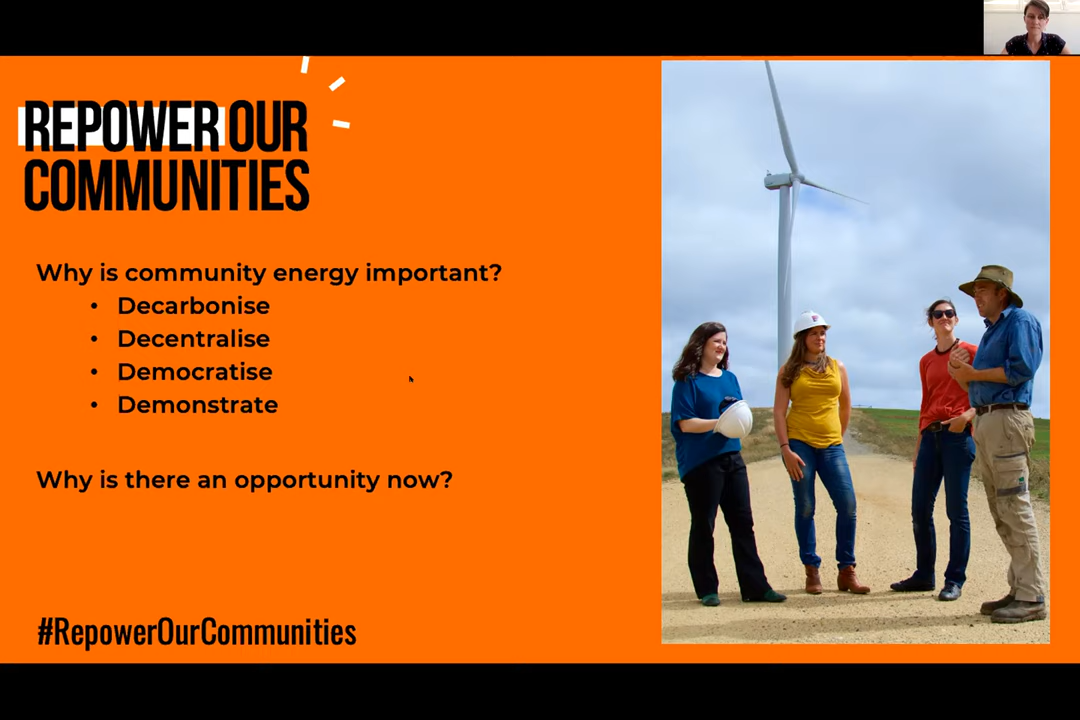 REPOWER OUR
COMMUNITIES
Why is community energy important?
• Decarbonise
• Decentralise
• Democratise
• Demonstrate
Why is there an opportunity now?
#RepowerOurCommunities